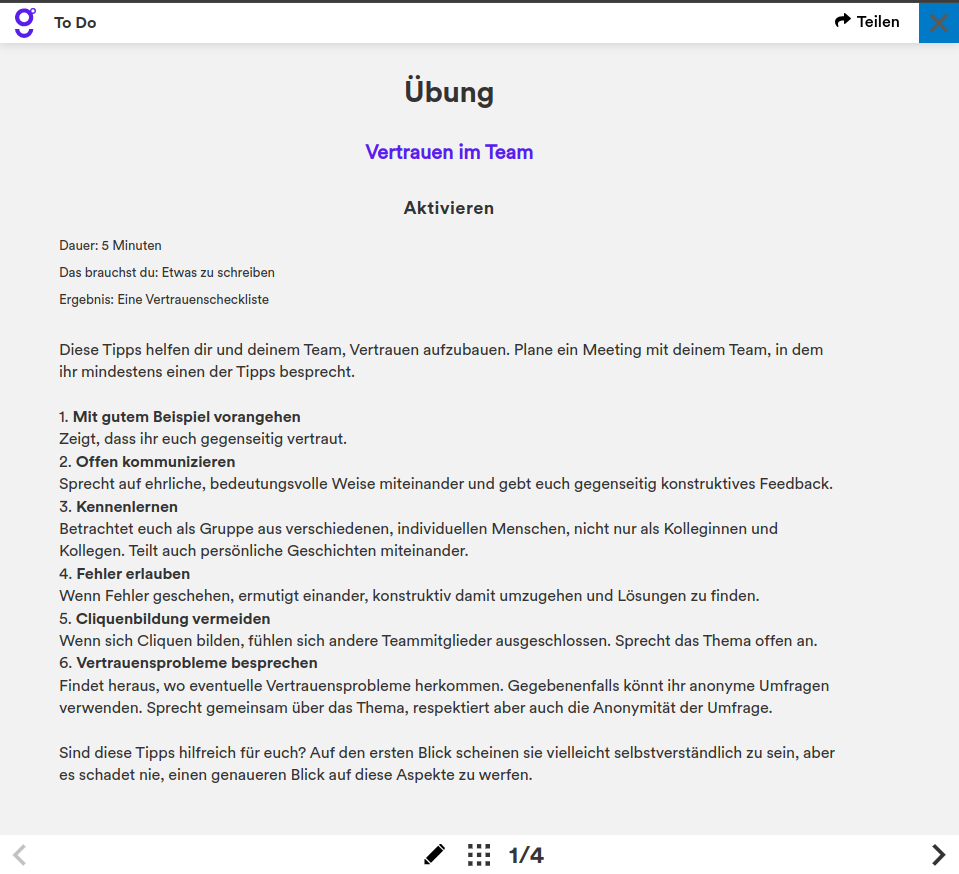 To Do
Teilen
Übung
Vertrauen im Team
Aktivieren
Dauer: 5 Minuten
Das brauchst du: Etwas zu schreiben
Ergebnis: Eine Vertrauenscheckliste
Diese Tipps helfen dir und deinem Team, Vertrauen aufzubauen. Plane ein Meeting mit deinem Team, in dem
ihr mindestens einen der Tipps besprecht.
1. Mit gutem Beispiel vorangehen
Zeigt, dass ihr euch gegenseitig vertraut.
2. Offen kommunizieren
Sprecht auf ehrliche, bedeutungsvolle Weise miteinander und gebt euch gegenseitig konstruktives Feedback.
3. Kennenlernen
Betrachtet euch als Gruppe aus verschiedenen, individuellen Menschen, nicht nur als Kolleginnen und
Kollegen. Teilt auch persönliche Geschichten miteinander.
4. Fehler erlauben
Wenn Fehler geschehen, ermutigt einander, konstruktiv damit umzugehen und Lösungen zu finden.
5. Cliquenbildung vermeiden
Wenn sich Cliquen bilden, fühlen sich andere Teammitglieder ausgeschlossen. Sprecht das Thema offen an.
6. Vertrauensprobleme besprechen
Findet heraus, wo eventuelle Vertrauensprobleme herkommen. Gegebenenfalls könnt ihr anonyme Umfragen
verwenden. Sprecht gemeinsam über das Thema, respektiert aber auch die Anonymität der Umfrage.
Sind diese Tipps hilfreich für euch? Auf den ersten Blick scheinen sie vielleicht selbstverständlich zu sein, aber
es schadet nie, einen genaueren Blick auf diese Aspekte zu werfen.
1/4